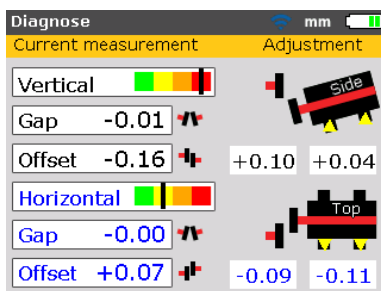 Diagnose mm
Current measurement Adjustment
Vertical Side
Gap -0.01
Offset -0.16 +0.10 +0.04
Horizontal Top
Gap -0.00
Offset +0.07 -0.09 -0.11